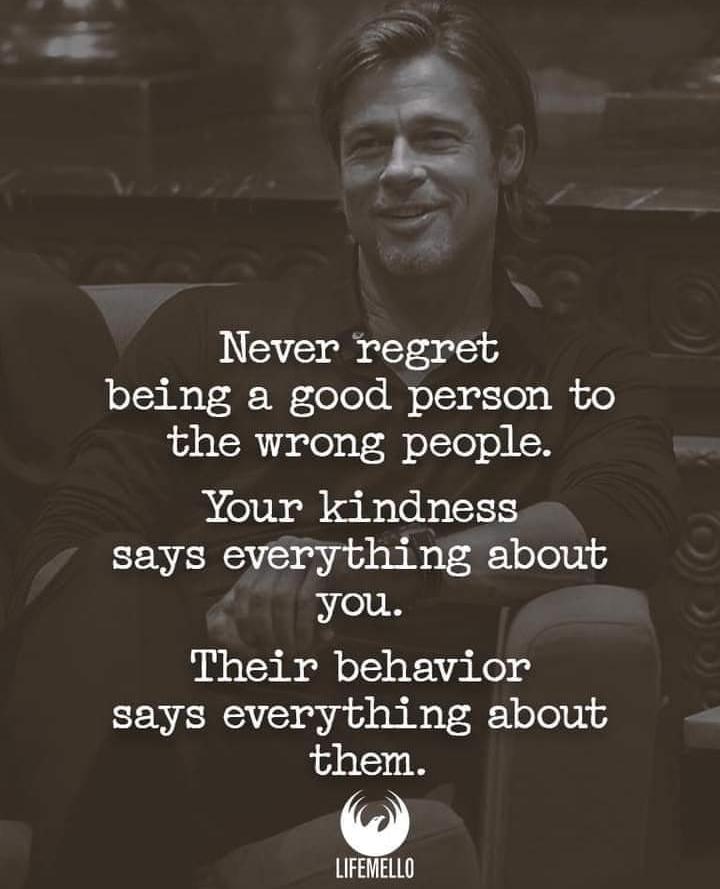 Never regret
being a good person to
the wrong people.
Your kindness
says everything about
you.
Their behavior
says everything about
them.
LIFEMELLO